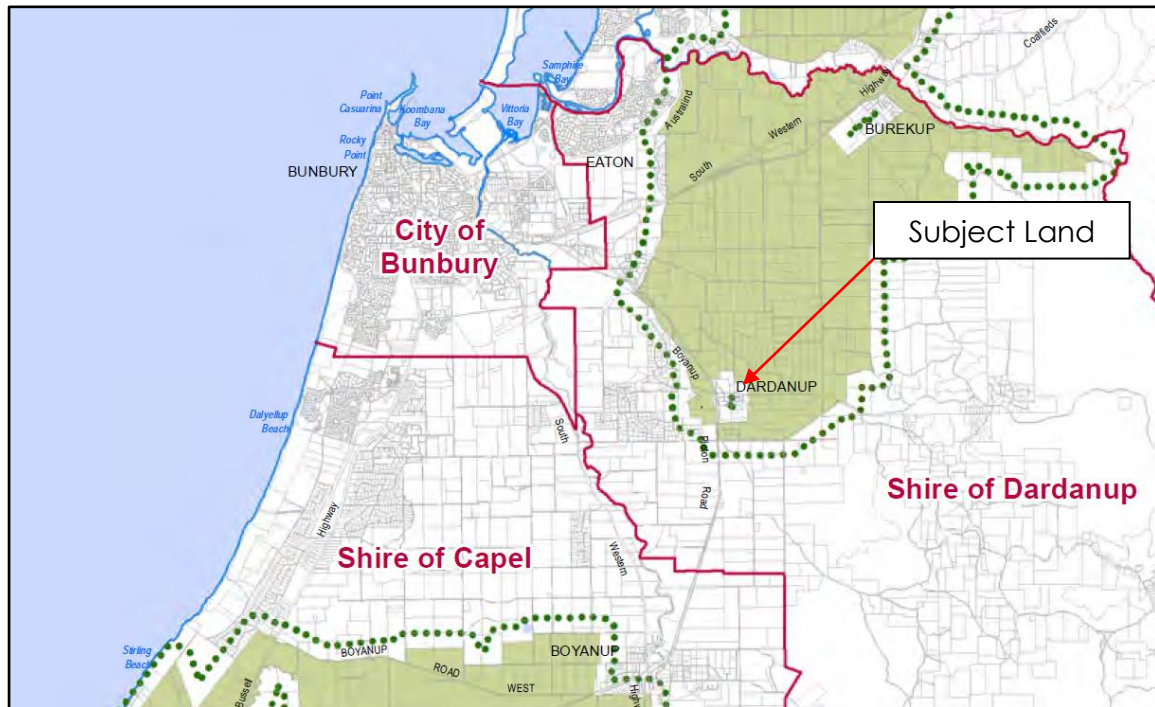 Coalfields
Samphire
Bay
Point
Casuarina
Koombana
Bay
Vittoria
Bay
Australind
Highway
Western
BUREKUP
Rocky
Point
BUNBURY
EATON
South
Subject Land
City of
Bunbury
Boyanup
DARDANUP
Dalyellup
Beach
South
Picton
Road
Shire of Dardanup
Highway
Western
Shire of Capel
Stirling
Beach
BOYANUP
BOYANUP
ROAD
WEST
Bussell
Highway